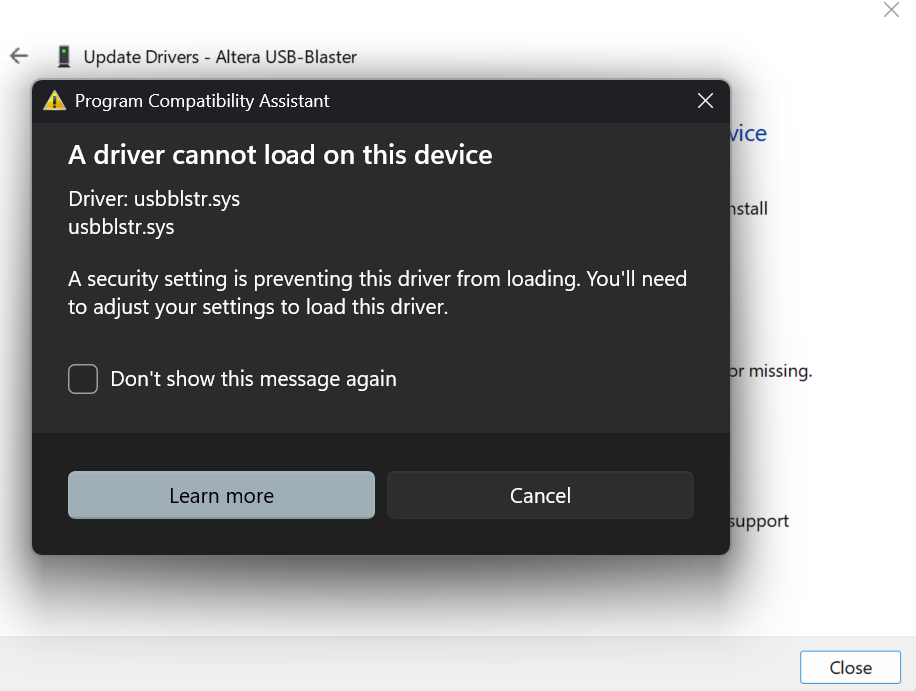 Update Drivers - Altera USB-Blaster
Program Compatibility Assistant
A driver cannot load on this device
Driver: usbblstr.sys
usbblstr.sys
A security setting is preventing this driver from loading. You'll need
to adjust your settings to load this driver.
Don't show this message again
Learn more
Cancel
or missing.
support
Close